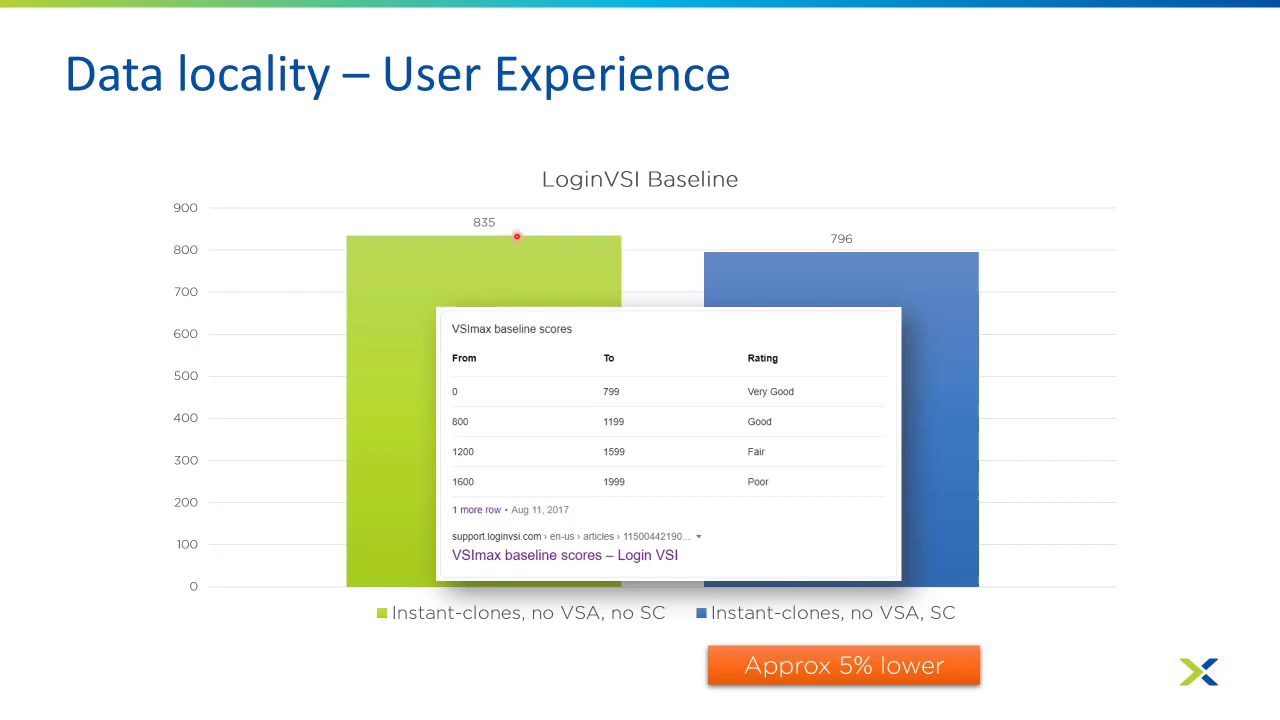 Data locality – User Experience
LoginVSI Baseline
900
800
700
600
500
400
300
200
100
0
835
796
VSImax baseline scores
From To Rating
0 799 Very Good
800 1199 Good
1200 1599 Fair
1600 1999 Poor
1 more row • Aug 11, 2017
support.loginvsi.com › en-us › articles › 11500442190...
VSImax baseline scores – Login VSI
Instant-clones, no VSA, no SC
Instant-clones, no VSA, SC
Approx 5% lower